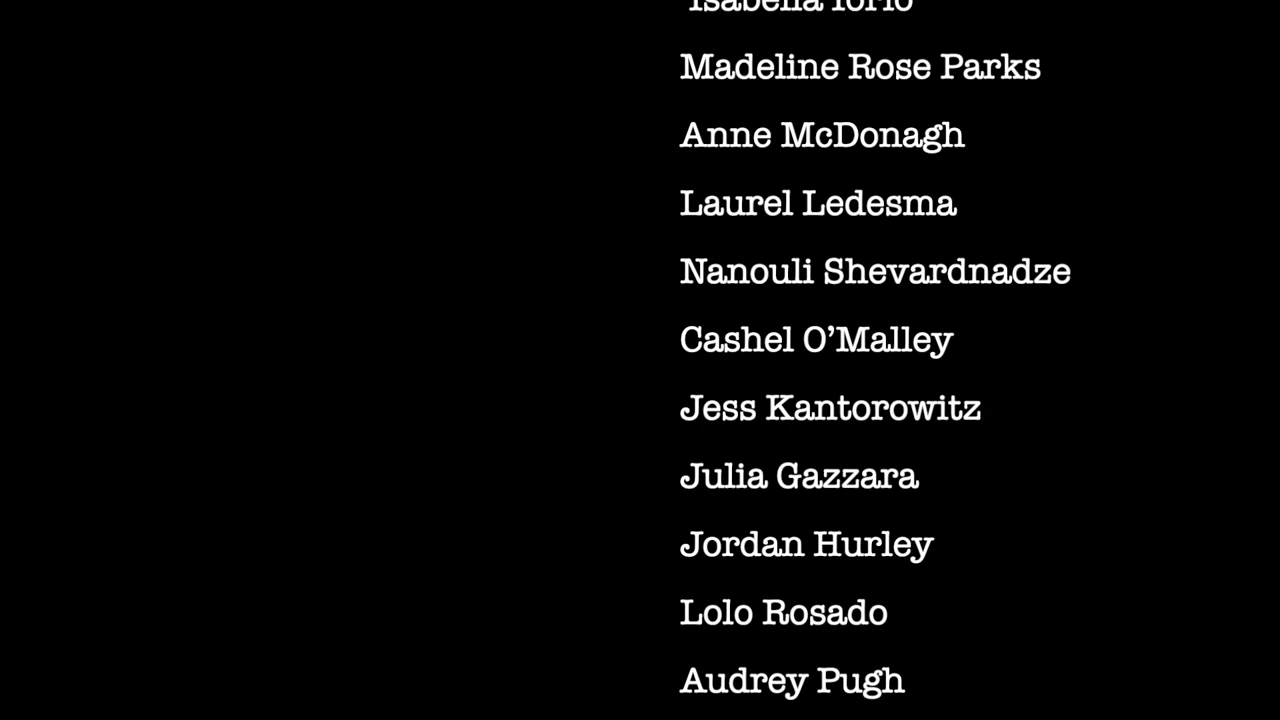 Isabella Iorio
Madeline Rose Parks
Anne McDonagh
Laurel Ledesma
Nanouli Shevardnadze
Cashel O’Malley
Jess Kantorowitz
Julia Gazzara
Jordan Hurley
Lolo Rosado
Audrey Pugh